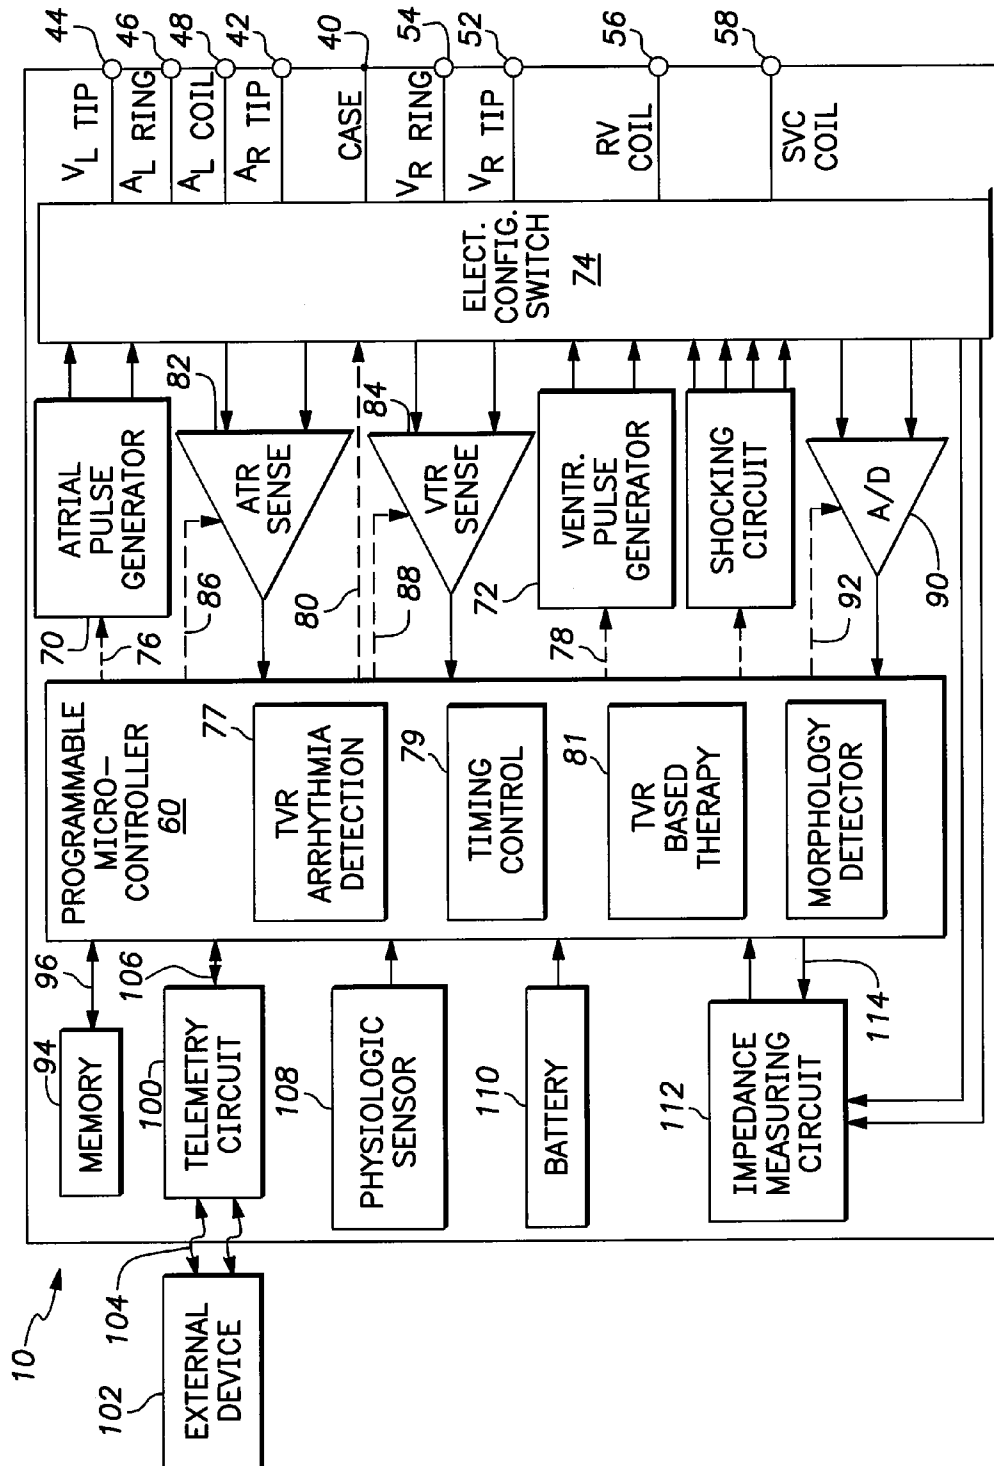 10
EXTERNAL
DEVICE
102
104
MEMORY
94
96
TELEMETRY
CIRCUIT
100
106
PHYSIOLOGIC
SENSOR
108
BATTERY
110
IMPEDANCE
MEASURING
CIRCUIT
112
114
PROGRAMMABLE
MICRO-
CONTROLLER
60
TVR
ARRHYTHMIA
DETECTION
77
TIMING
CONTROL
79
TVR
BASED
THERAPY
81
MORPHOLOGY
DETECTOR
ATRIAL
PULSE
GENERATOR
70
76
ATR
SENSE
82
86
80
VTR
SENSE
84
88
VENTR.
PULSE
GENERATOR
72
78
SHOCKING
CIRCUIT
A/D
90
92
ELECT.
CONFIG.
SWITCH
74
VL TIP
44
AL RING
46
AL COIL
48
AR TIP
42
CASE
40
VR RING
54
VR TIP
52
RV
COIL
56
SVC
COIL
58